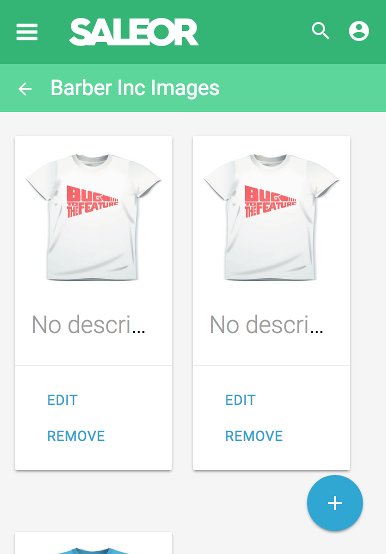 SALEOR
Barber Inc Images
BUG
THE FEATURE
BUG
THE FEATURE
No descri...
No descri...
EDIT
EDIT
REMOVE
REMOVE